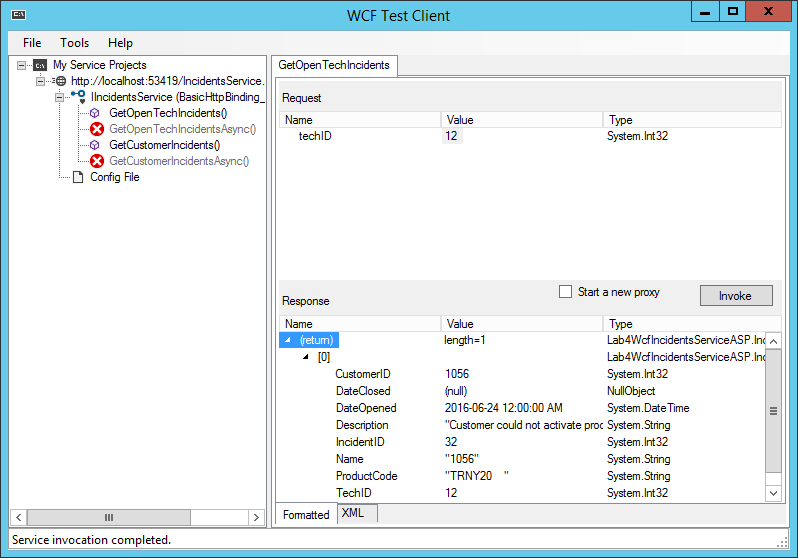 C:\
WCF Test Client
File Tools Help
My Service Projects
http://localhost:53419/IncidentsService.
IIncidentsService (BasicHttpBinding_
GetOpenTechIncidents()
GetOpenTechIncidentsAsync()
GetCustomerIncidents()
GetCustomerIncidentsAsync()
Config File
GetOpenTechIncidents
Request
Name Value Type
techID 12 System.Int32
Response
Start a new proxy
Invoke
Name Value Type
(return) length=1 Lab4WcfIncidentsServiceASP.Inc
[0] Lab4WcfIncidentsServiceASP.Inc
CustomerID 1056 System.Int32
DateClosed (null) NullObject
DateOpened 2016-06-24 12:00:00 AM System.DateTime
Description "Customer could not activate proc System.String
IncidentID 32 System.Int32
Name "1056" System.String
ProductCode "TRNY20    " System.String
TechID 12 System.Int32
Formatted XML
Service invocation completed.